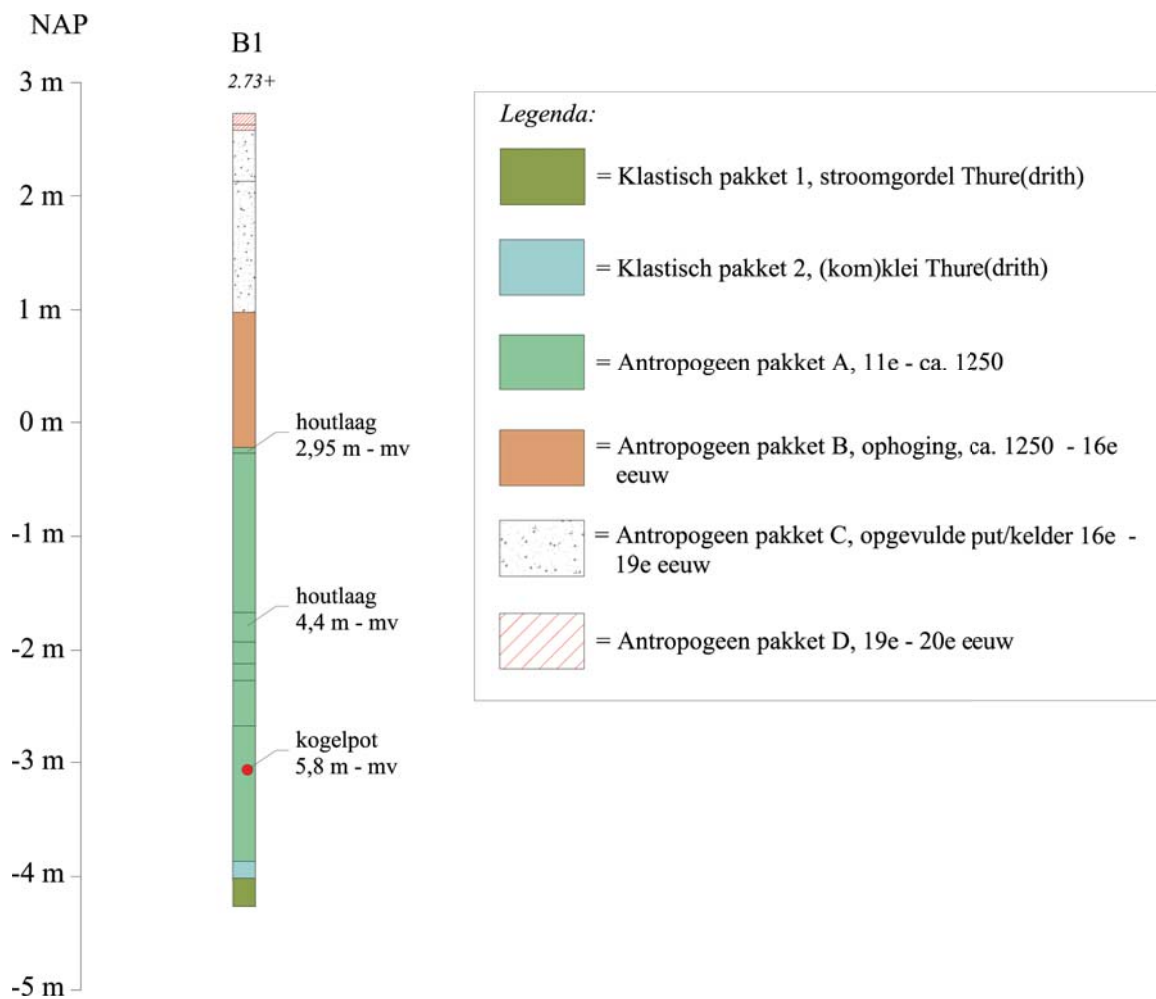 NAP
B1
2.73+
3 m
2 m
1 m
0 m
-1 m
-2 m
-3 m
-4 m
-5 m
houtlaag
2,95 m - mv
houtlaag
4,4 m - mv
kogelpot
5,8 m - mv
Legenda:
= Klastisch pakket 1, stroomgordel Thure(drith)
= Klastisch pakket 2, (kom)klei Thure(drith)
= Antropogeen pakket A, 11e - ca. 1250
= Antropogeen pakket B, ophoging, ca. 1250 - 16e
eeuw
= Antropogeen pakket C, opgevulde put/kelder 16e -
19e eeuw
= Antropogeen pakket D, 19e - 20e eeuw